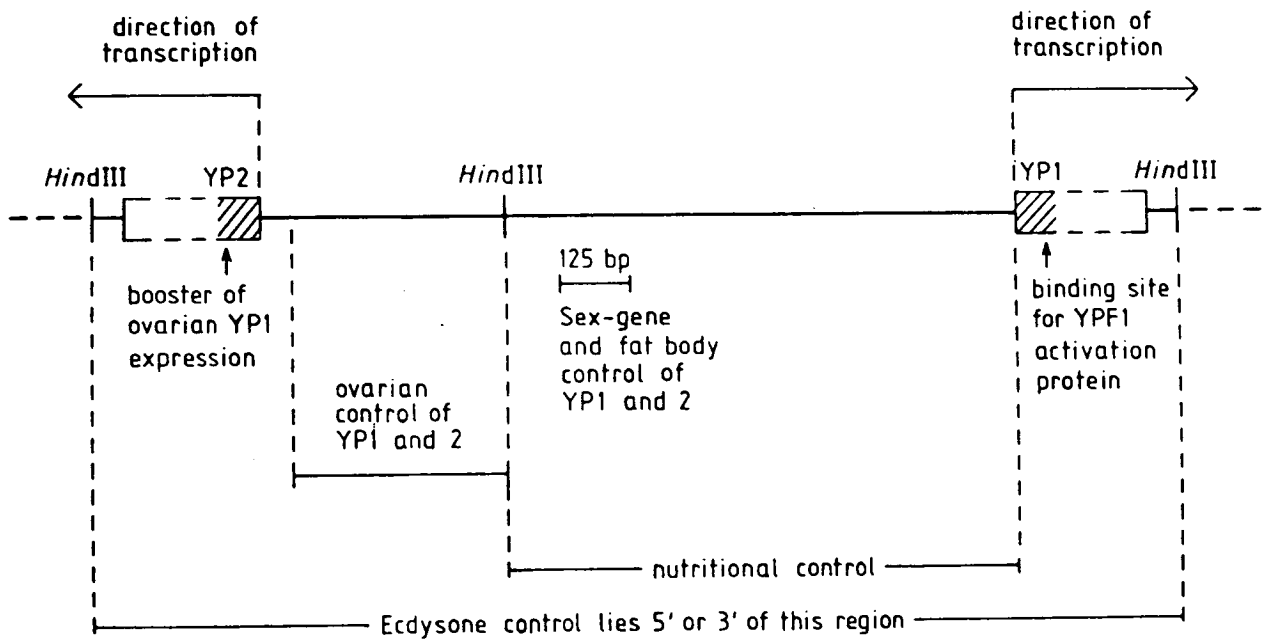 direction of
transcription
direction of
transcription
HindIII
YP2
HindIII
YP1
HindIII
booster of
ovarian YP1
expression
125 bp
Sex-gene
and fat body
control of
YP1 and 2
binding site
for YPF1
activation
protein
ovarian
control of
YP1 and 2
nutritional control
Ecdysone control lies 5' or 3' of this region